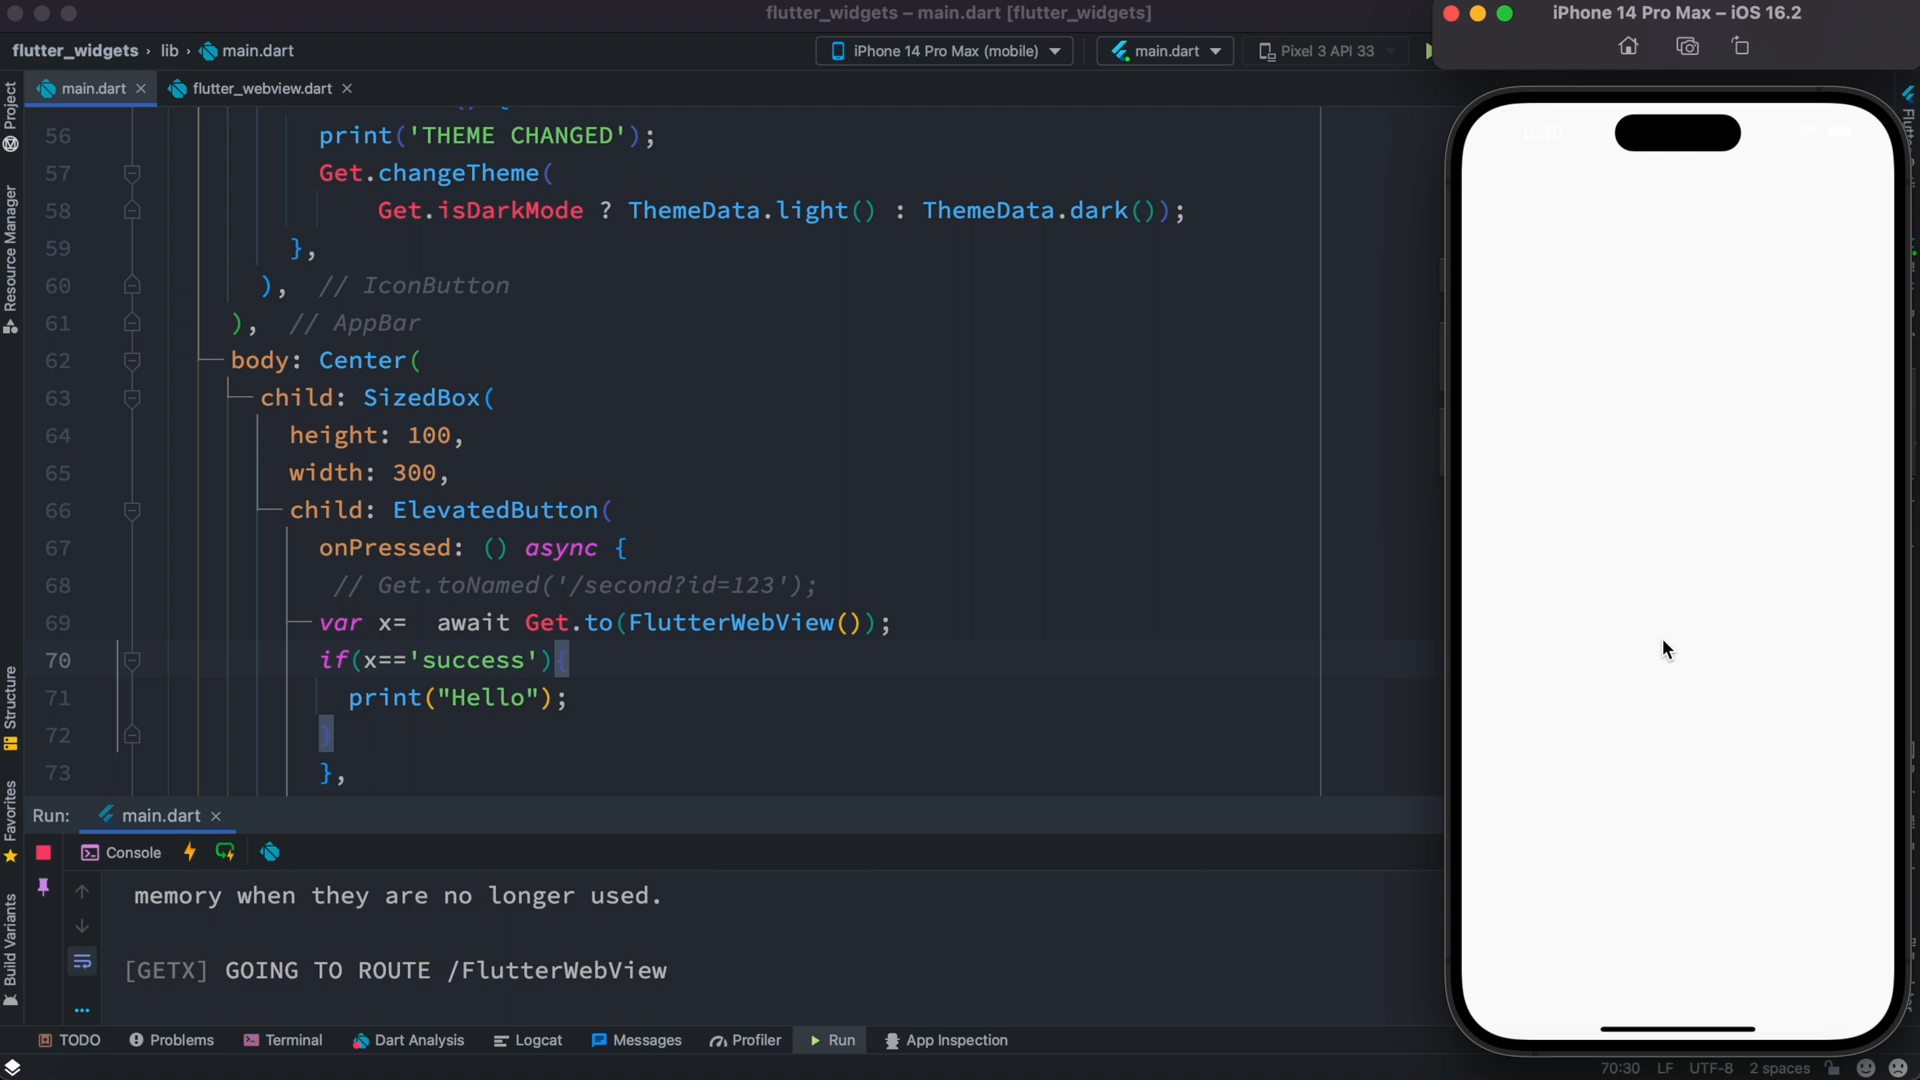 flutter_widgets – main.dart [flutter_widgets]
iPhone 14 Pro Max – iOS 16.2
flutter_widgets › lib › main.dart
iPhone 14 Pro Max (mobile)
main.dart
Pixel 3 API 33
main.dart
flutter_webview.dart
Project
Resource Manager
Structure
Favorites
Build Variants
56 print('THEME CHANGED');
57 Get.changeTheme(
58 Get.isDarkMode ? ThemeData.light() : ThemeData.dark());
59 },
60 ), // IconButton
61 ), // AppBar
62 body: Center(
63 child: SizedBox(
64 height: 100,
65 width: 300,
66 child: ElevatedButton(
67 onPressed: () async {
68 // Get.toNamed('/second?id=123');
69 var x= await Get.to(FlutterWebView());
70 if(x=='success'){
71 print("Hello");
72 }
73 },
Run: main.dart
Console
memory when they are no longer used.
[GETX] GOING TO ROUTE /FlutterWebView
TODO Problems Terminal Dart Analysis Logcat Messages Profiler Run App Inspection
70:30 LF UTF-8 2 spaces